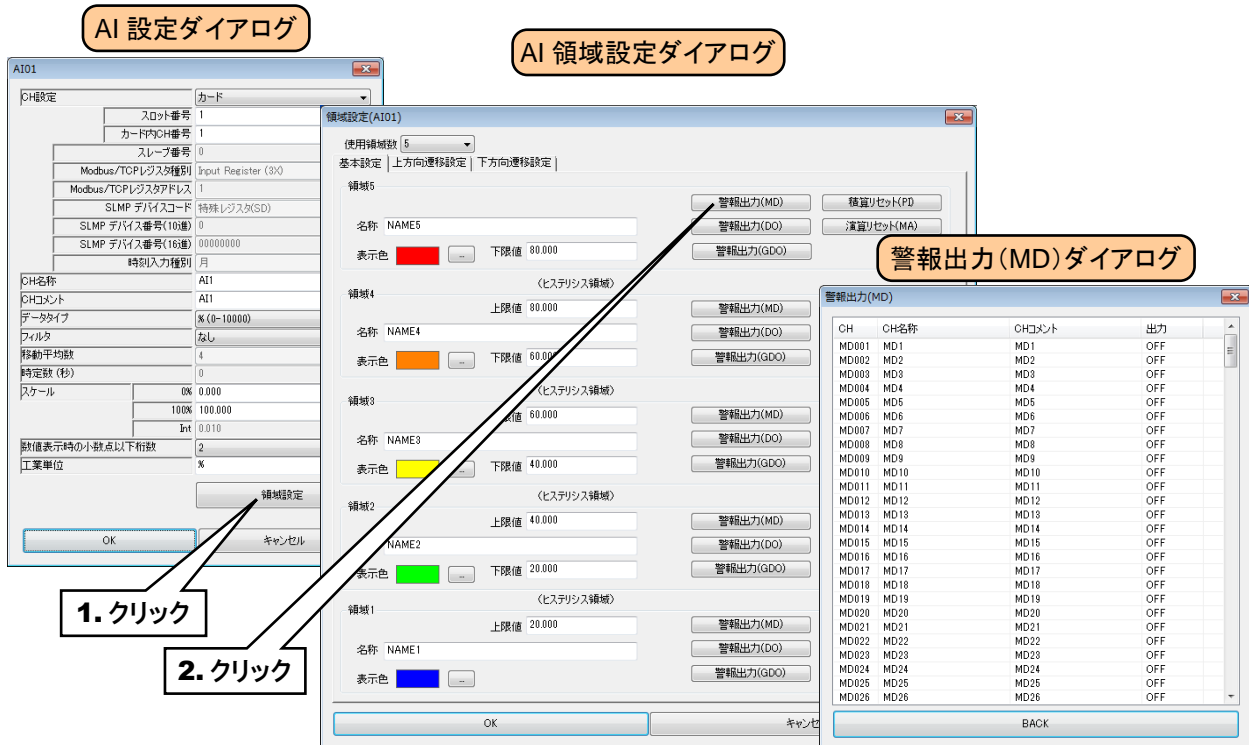 AI 設定ダイアログ
AI01
CH設定 カード
スロット番号 1
カード内CH番号 1
スレーブ番号 0
Modbus/TCPレジスタ種別 Input Register (3X)
Modbus/TCPレジスタアドレス 1
SLMP デバイスコード 特殊レジスタ(SD)
SLMP デバイス番号(10進) 0
SLMP デバイス番号(16進) 00000000
時刻入力種別 月
CH名称 AI1
CHコメント AI1
データタイプ % (0-10000)
フィルタ なし
移動平均数 4
時定数 (秒) 0
スケール 0% 0.000
100% 100.000
Int 0.010
数値表示時の小数点以下桁数 2
工業単位 %
領域設定
OK キャンセル
1. クリック
AI 領域設定ダイアログ
領域設定(AI01)
使用領域数 5
基本設定 上方向遷移設定 下方向遷移設定
領域5
警報出力(MD) 積算リセット(PI)
名称 NAME5 警報出力(DO) 演算リセット(MA)
表示色 ... 下限値 80.000 警報出力(GDO)
(ヒステリシス領域)
領域4
上限値 80.000 警報出力(MD)
名称 NAME4 警報出力(DO)
表示色 ... 下限値 60.000 警報出力(GDO)
(ヒステリシス領域)
領域3
限値 60.000 警報出力(MD)
名称 NAME3 警報出力(DO)
表示色 ... 下限値 40.000 警報出力(GDO)
(ヒステリシス領域)
領域2
上限値 40.000 警報出力(MD)
NAME2 警報出力(DO)
表示色 ... 下限値 20.000 警報出力(GDO)
(ヒステリシス領域)
領域1
上限値 20.000 警報出力(MD)
名称 NAME1 警報出力(DO)
表示色 ... 警報出力(GDO)
OK キャンセ
2. クリック
警報出力(MD)ダイアログ
警報出力(MD)
CH CH名称 CHコメント 出力
MD001 MD1 MD1 OFF
MD002 MD2 MD2 OFF
MD003 MD3 MD3 OFF
MD004 MD4 MD4 OFF
MD005 MD5 MD5 OFF
MD006 MD6 MD6 OFF
MD007 MD7 MD7 OFF
MD008 MD8 MD8 OFF
MD009 MD9 MD9 OFF
MD010 MD10 MD10 OFF
MD011 MD11 MD11 OFF
MD012 MD12 MD12 OFF
MD013 MD13 MD13 OFF
MD014 MD14 MD14 OFF
MD015 MD15 MD15 OFF
MD016 MD16 MD16 OFF
MD017 MD17 MD17 OFF
MD018 MD18 MD18 OFF
MD019 MD19 MD19 OFF
MD020 MD20 MD20 OFF
MD021 MD21 MD21 OFF
MD022 MD22 MD22 OFF
MD023 MD23 MD23 OFF
MD024 MD24 MD24 OFF
MD025 MD25 MD25 OFF
MD026 MD26 MD26 OFF
BACK